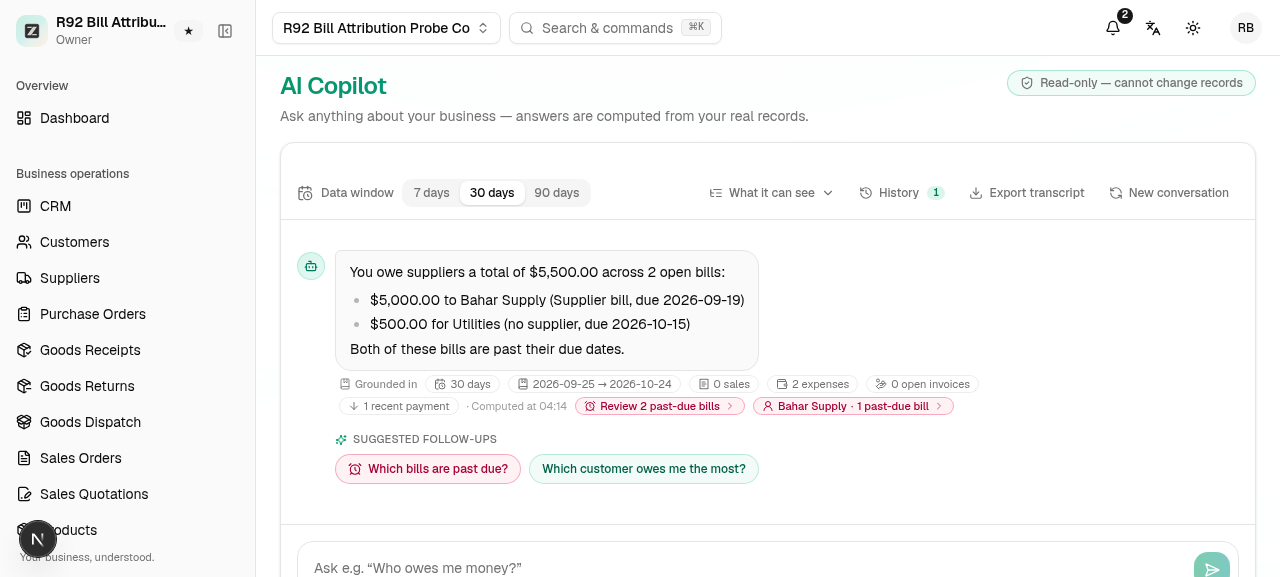 R92 Bill Attribu...
Owner
R92 Bill Attribution Probe Co
Search & commands
⌘K
2
RB
Overview
Dashboard
Business operations
CRM
Customers
Suppliers
Purchase Orders
Goods Receipts
Goods Returns
Goods Dispatch
Sales Orders
Sales Quotations
oducts
N
Your business, understood.
AI Copilot
Read-only — cannot change records
Ask anything about your business — answers are computed from your real records.
Data window
7 days
30 days
90 days
What it can see
History
1
Export transcript
New conversation
You owe suppliers a total of $5,500.00 across 2 open bills:
$5,000.00 to Bahar Supply (Supplier bill, due 2026-09-19)
$500.00 for Utilities (no supplier, due 2026-10-15)
Both of these bills are past their due dates.
Grounded in
30 days
2026-09-25 → 2026-10-24
0 sales
2 expenses
0 open invoices
1 recent payment
· Computed at 04:14
Review 2 past-due bills
Bahar Supply · 1 past-due bill
SUGGESTED FOLLOW-UPS
Which bills are past due?
Which customer owes me the most?
Ask e.g. “Who owes me money?”